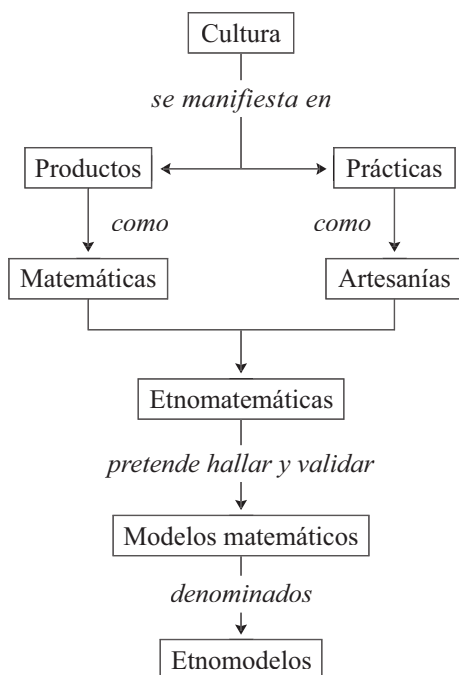 Cultura
se manifiesta en
Productos
Prácticas
como
como
Matemáticas
Artesanías
Etnomatemáticas
pretende hallar y validar
Modelos matemáticos
denominados
Etnomodelos